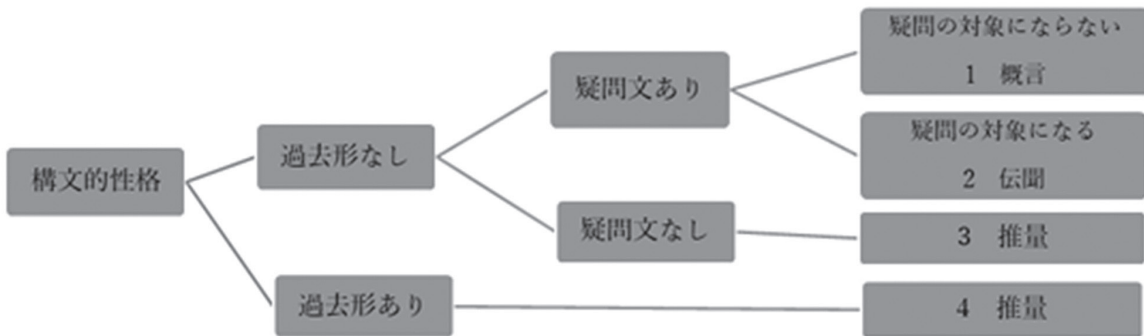 構文的性格
過去形なし
過去形あり
疑問文あり
疑問文なし
疑問の対象にならない
1 概言
疑問の対象になる
2 伝聞
3 推量
4 推量